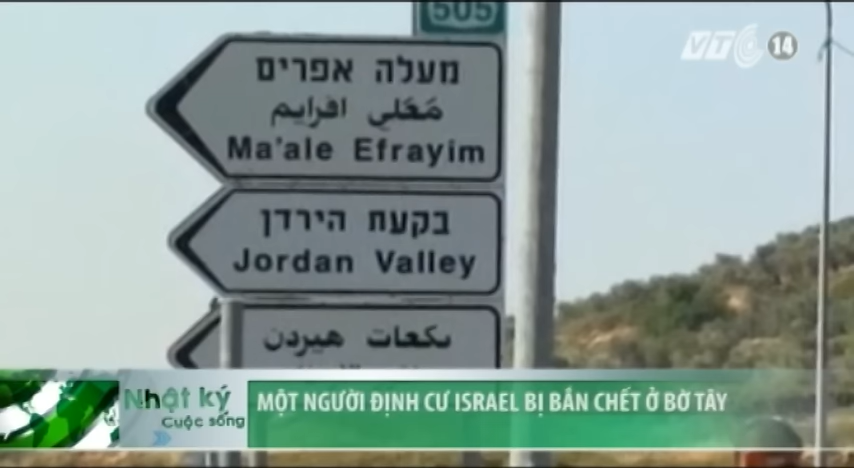 505
VTC 14
מעלה אפרים
مَعَلي افرايم
Ma'ale Efrayim
בקעת הירדן
Jordan Valley
بكعات هيردن
Nhật ký
Cuộc sống
MỘT NGƯỜI ĐỊNH CƯ ISRAEL BỊ BẮN CHẾT Ở BỜ TÂY